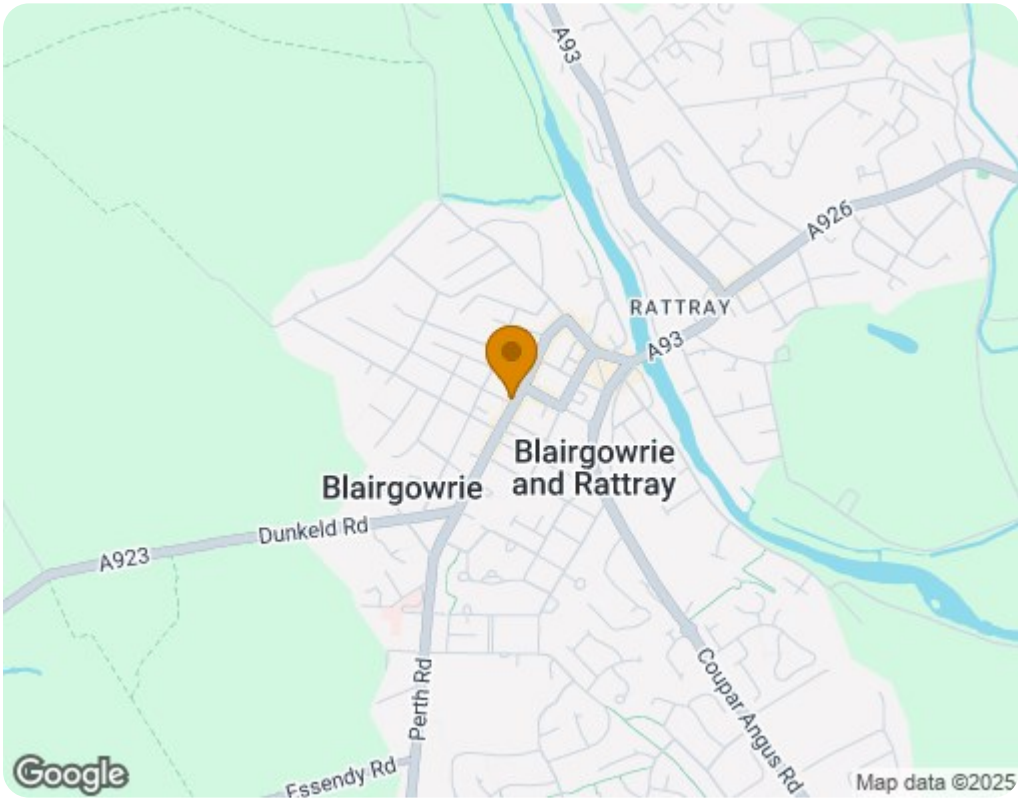 A93
A926
RATTRAY
A93
Blairgowrie
and Rattray
Blairgowrie
Dunkeld Rd
A923
Perth Rd
Coupar Angus Rd
Essendy Rd
Google
Map data ©2025